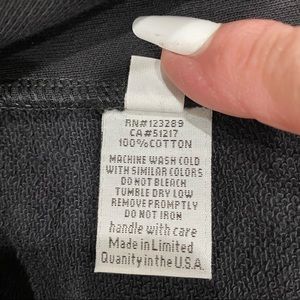 RN#123289
CA#51217
100%COTTON
MACHINE WASH COLD
WITH SIMILAR COLORS
DO NOT BLEACH
TUMBLE DRY LOW
REMOVE PROMPTLY
DO NOT IRON
handle with care
Made in Limited
Quanity in the U.S.A.